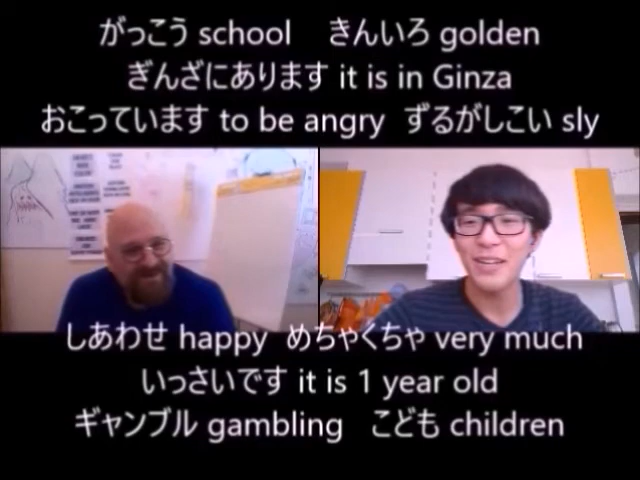 がっこう school きんいろ golden
ぎんざにあります it is in Ginza
おこっています to be angry ずるがしこい sly
しあわせ happy めちゃくちゃ very much
いっさいです it is 1 year old
ギャンブル gambling こども children